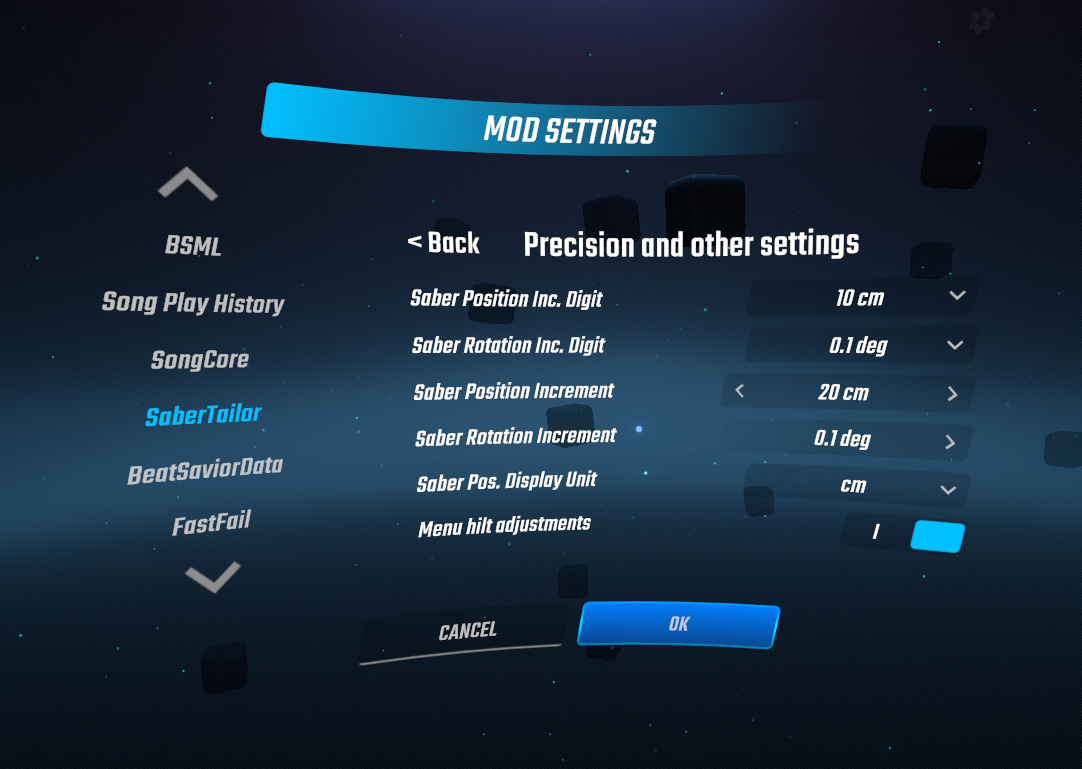 MOD SETTINGS
BSML
Song Play History
SongCore
SaberTailor
BeatSaviorData
FastFail
< Back Precision and other settings
Saber Position Inc. Digit 10 cm
Saber Rotation Inc. Digit 0.1 deg
Saber Position Increment < 20 cm >
Saber Rotation Increment 0.1 deg >
Saber Pos. Display Unit cm
Menu hilt adjustments I
CANCEL OK